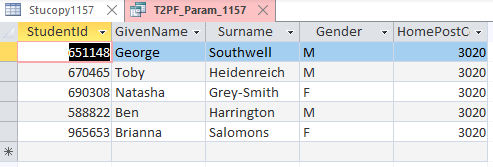 Stucopy1157 T2PF_Param_1157
StudentId GivenName Surname Gender HomePostC
651148 George Southwell M 3020
670465 Toby Heidenreich M 3020
690308 Natasha Grey-Smith F 3020
588822 Ben Harrington M 3020
965653 Brianna Salomons F 3020